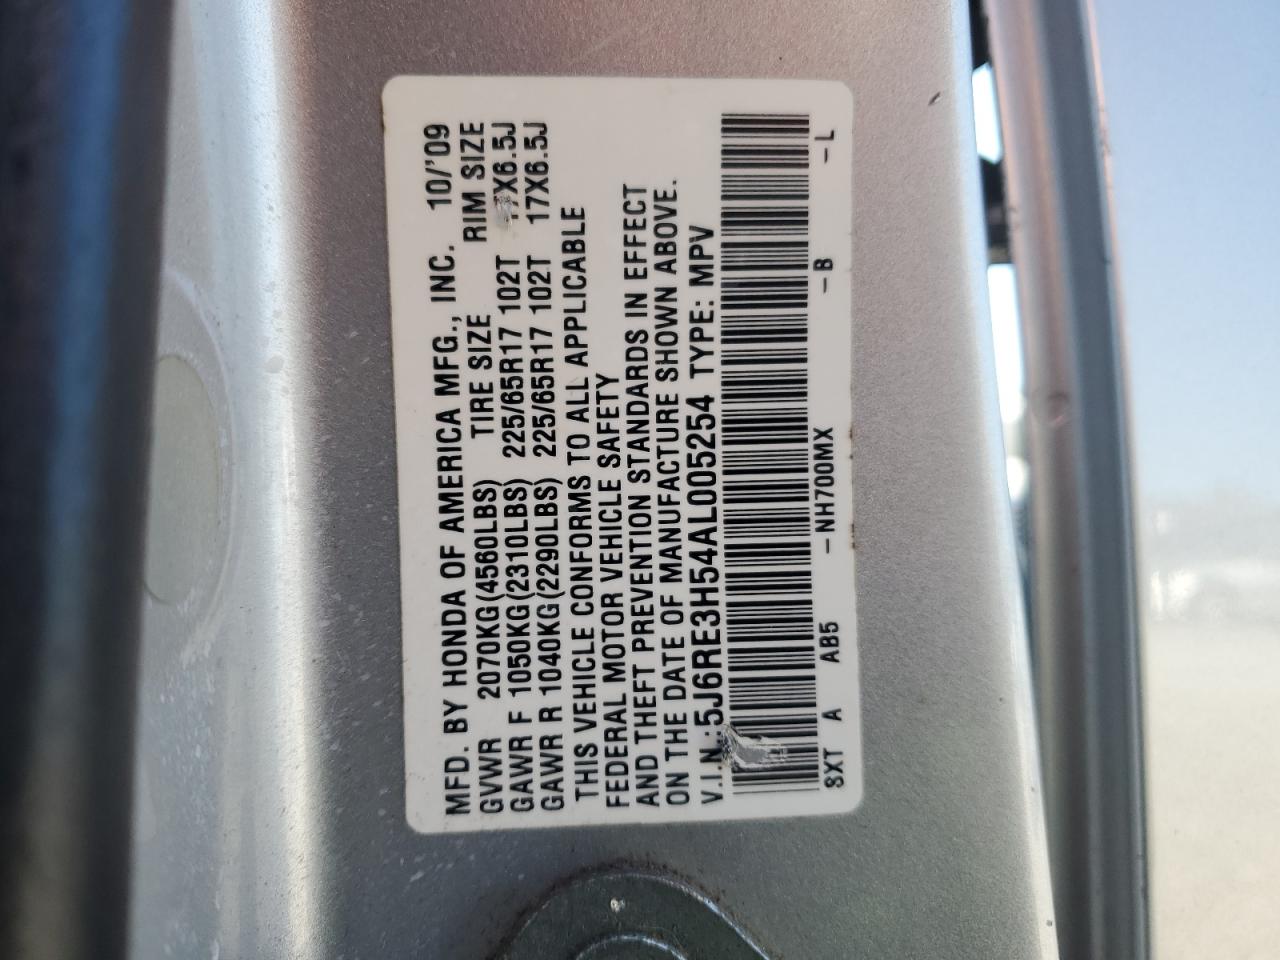 MFD. BY HONDA OF AMERICA MFG., INC. 10/'09
GVWR 2070KG(4560LBS) TIRE SIZE RIM SIZE
GAWR F 1050KG(2310LBS) 225/65R17 102T 17X6.5J
GAWR R 1040KG(2290LBS) 225/65R17 102T 17X6.5J
THIS VEHICLE CONFORMS TO ALL APPLICABLE
FEDERAL MOTOR VEHICLE SAFETY
AND THEFT PREVENTION STANDARDS IN EFFECT
ON THE DATE OF MANUFACTURE SHOWN ABOVE.
V.I.N.:5J6RE3H54AL005254 TYPE: MPV
SXT A AB5 -NH700MX -B -L